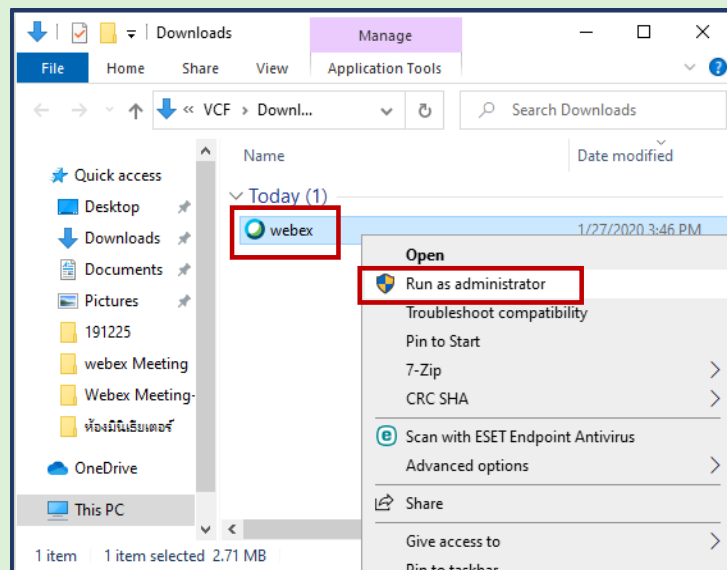 Downloads
Manage
File Home Share View Application Tools
« VCF > Downl...
Search Downloads
Name Date modified
Quick access
Desktop
Downloads
Documents
Pictures
191225
webex Meeting
Webex Meeting-
ห้องมินิเธียเตอร์
OneDrive
This PC
Today (1)
webex 1/27/2020 3:46 PM
Open
Run as administrator
Troubleshoot compatibility
Pin to Start
7-Zip
CRC SHA
Scan with ESET Endpoint Antivirus
Advanced options
Share
Give access to
Pin to taskbar
1 item 1 item selected 2.71 MB